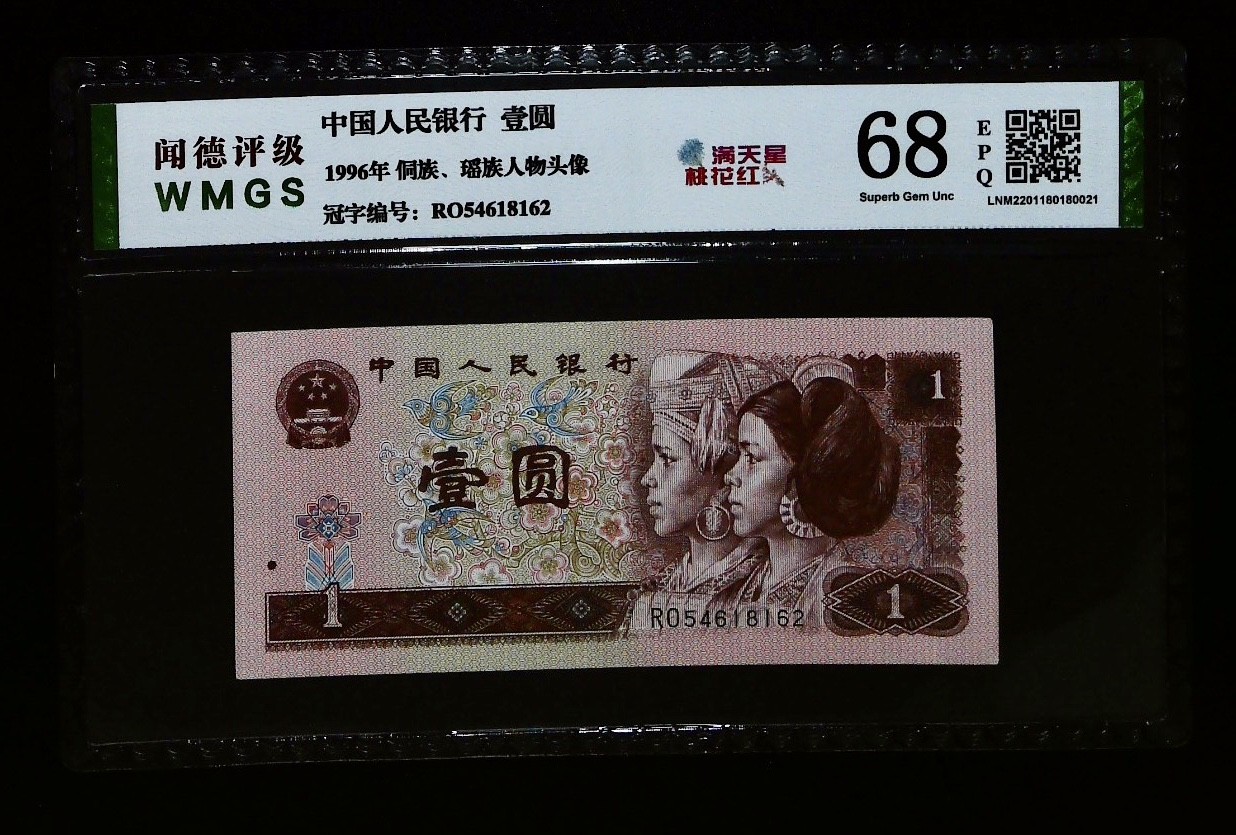 闻德评级
WMGS
中国人民银行 壹圆
1996年 侗族、瑶族人物头像
冠字编号：RO54618162
满天星
桃花红
68
Superb Gem Unc
EPQ
LNM2201180180021
中国人民银行
壹圆
1
1
RO54618162
1